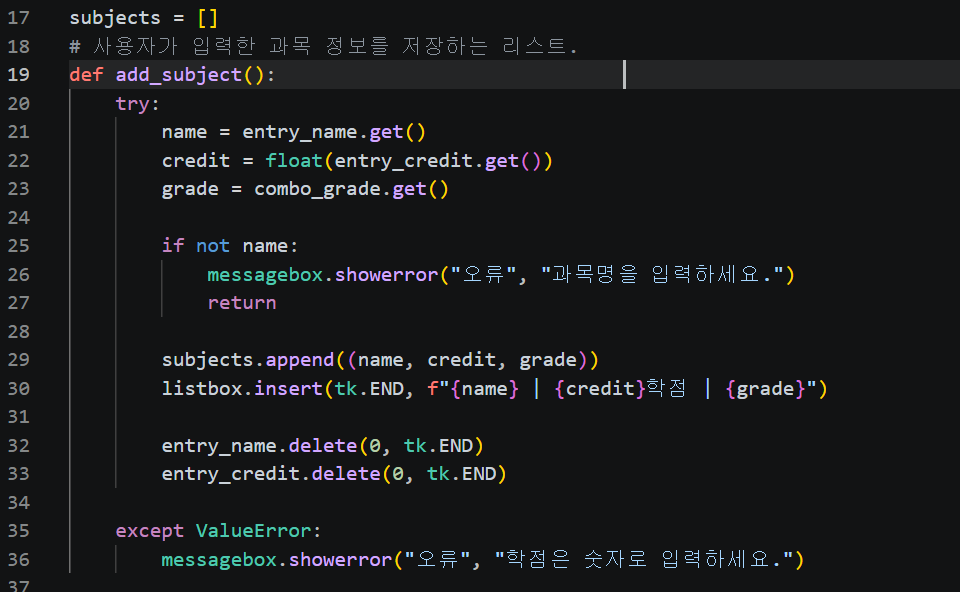 17 subjects = []
18 # 사용자가 입력한 과목 정보를 저장하는 리스트.
19 def add_subject():
20     try:
21         name = entry_name.get()
22         credit = float(entry_credit.get())
23         grade = combo_grade.get()
24
25         if not name:
26             messagebox.showerror("오류", "과목명을 입력하세요.")
27             return
28
29         subjects.append((name, credit, grade))
30         listbox.insert(tk.END, f"{name} | {credit}학점 | {grade}")
31
32         entry_name.delete(0, tk.END)
33         entry_credit.delete(0, tk.END)
34
35     except ValueError:
36         messagebox.showerror("오류", "학점은 숫자로 입력하세요.")
37